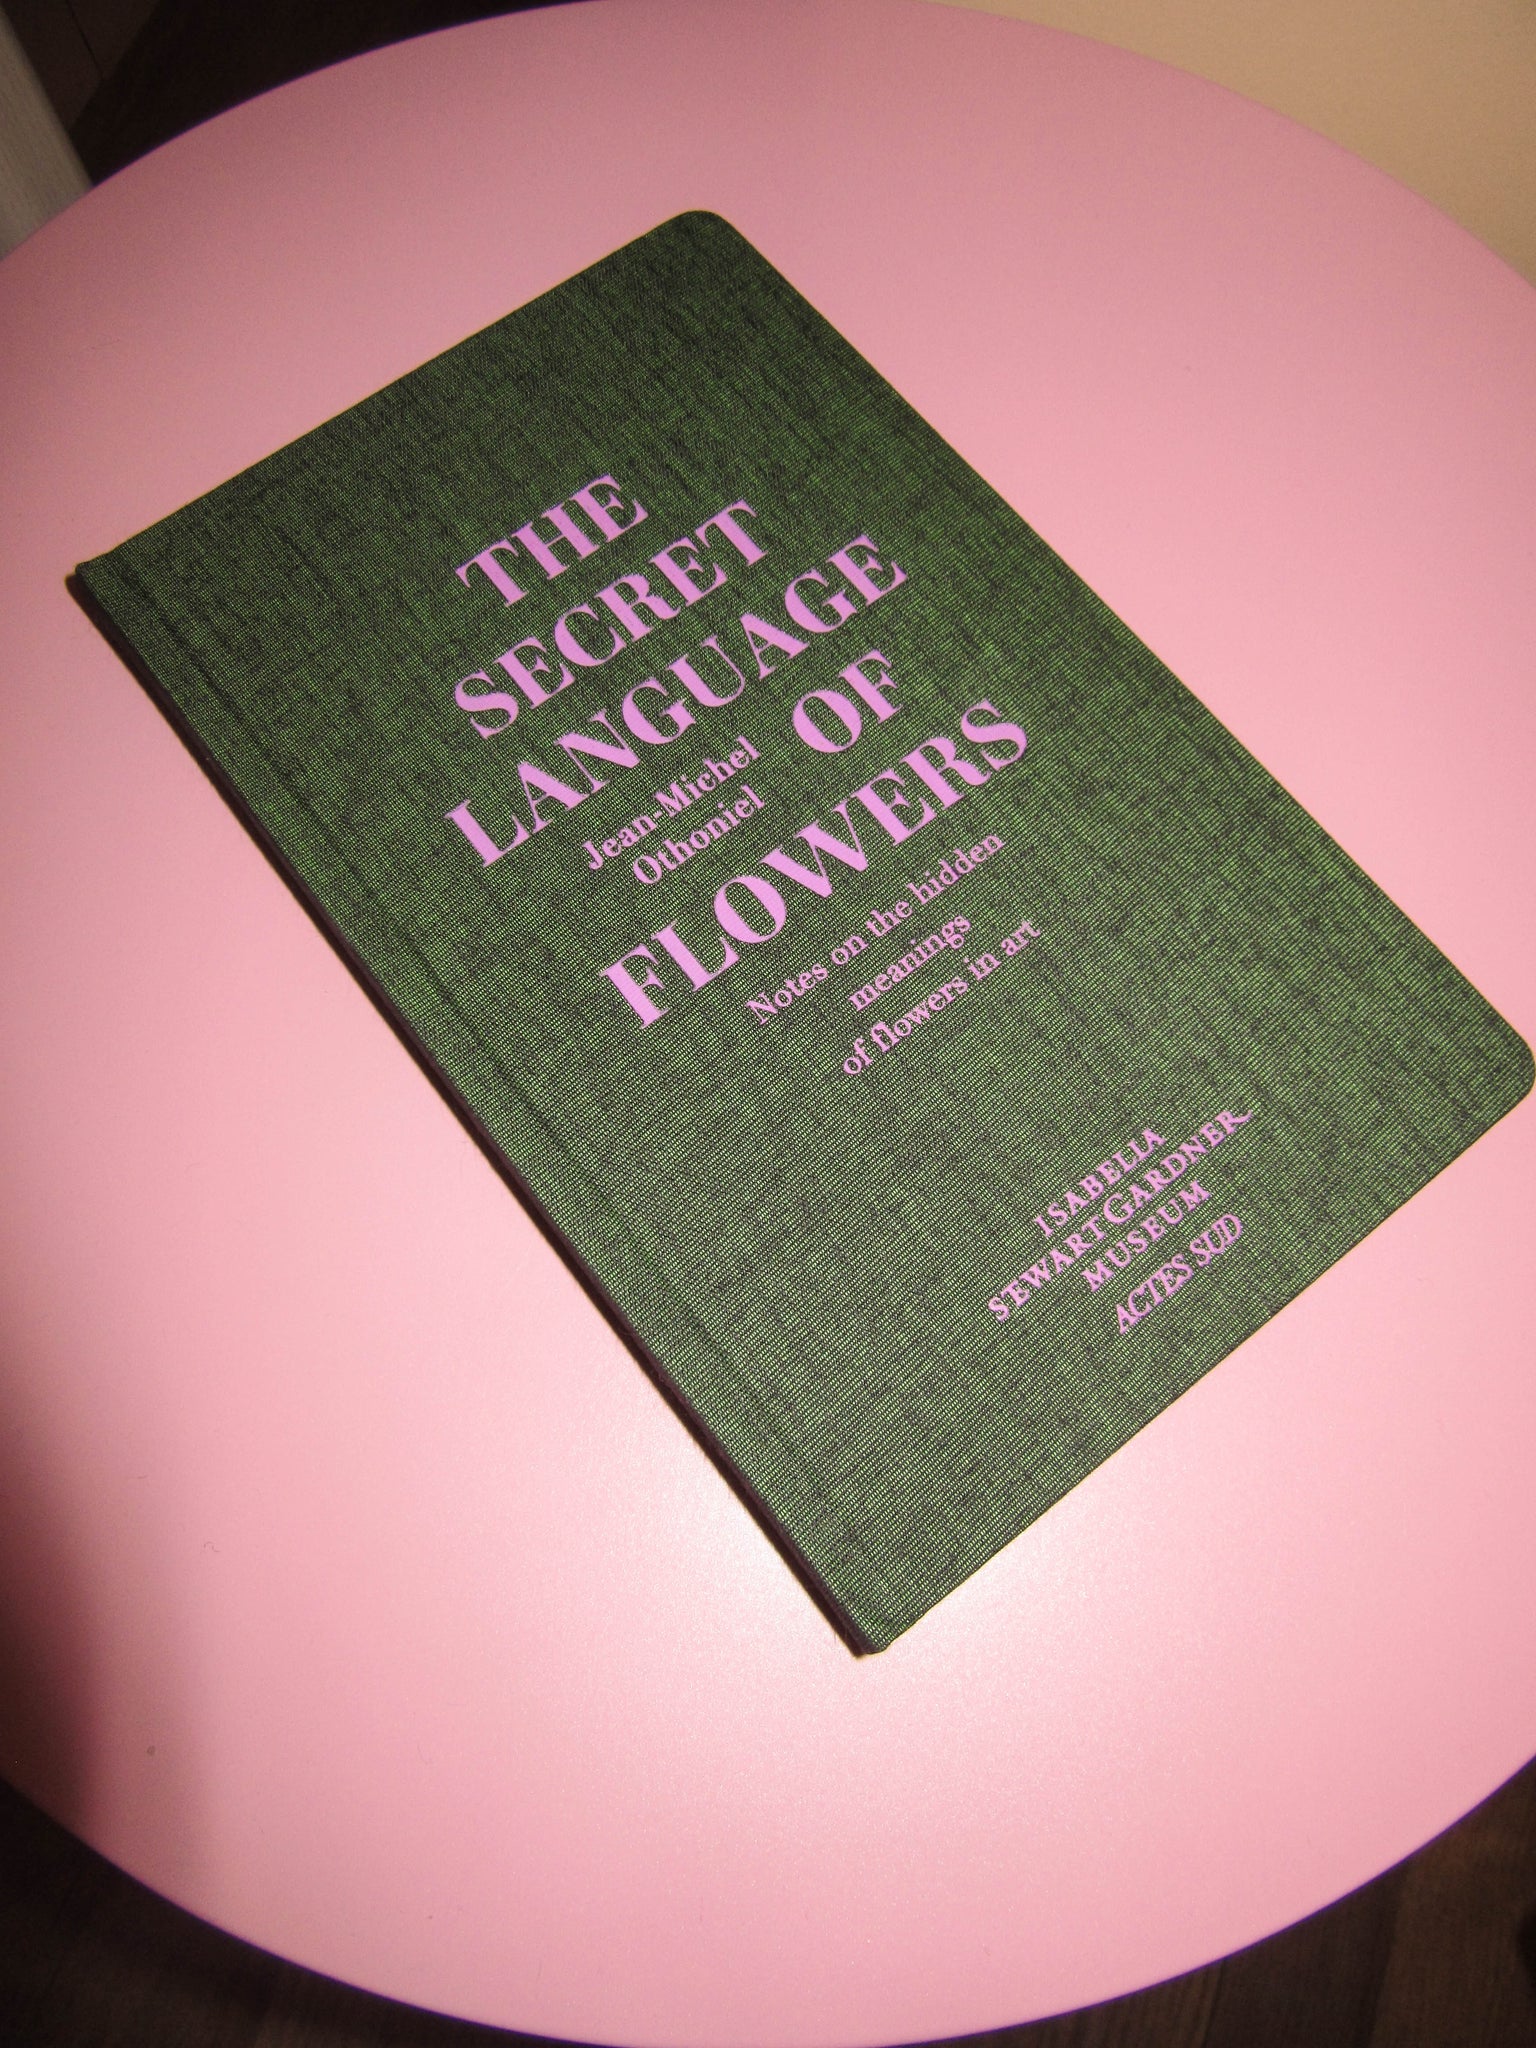 THE
SECRET
LANGUAGE
Jean-Michel
Othoniel
OF
FLOWERS
Notes on the hidden
meanings
of flowers in art
ISABELLA
STEWART GARDNER
MUSEUM
ACTES SUD